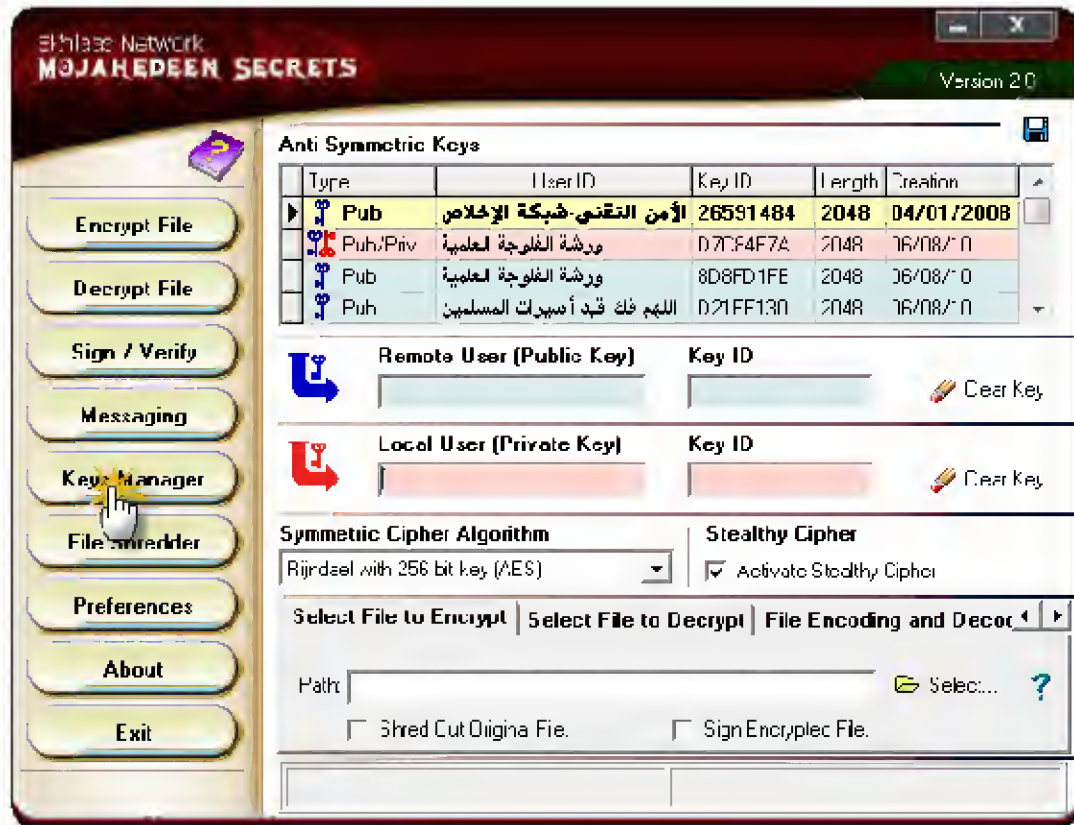 Ekhlaas Network
MOJAHEDEEN SECRETS
Version 2.0
Anti Symmetric Keys
Type User ID Key ID Length Creation
Pub الأمن التقني-شبكة الإخلاص 26591484 2048 04/01/2008
Pub/Priv ورشة الفلوجة العلمية 2048
Pub ورشة الفلوجة العلمية 8D8FD1FE 2048
Pub اللهم فك قيد أسيرات المسلمين 2048
Encrypt File
Decrypt File
Sign / Verify
Messaging
Keys Manager
File Shredder
Preferences
About
Exit
Remote User (Public Key) Key ID
Clear Key
Local User (Private Key) Key ID
Clear Key
Symmetric Cipher Algorithm Stealthy Cipher
Rijndael with 256 bit key (AES) Activate Stealthy Cipher
Select File to Encrypt Select File to Decrypt File Encoding and Decoc
Path: Select...
Shred Out Original File. Sign Encrypted File.